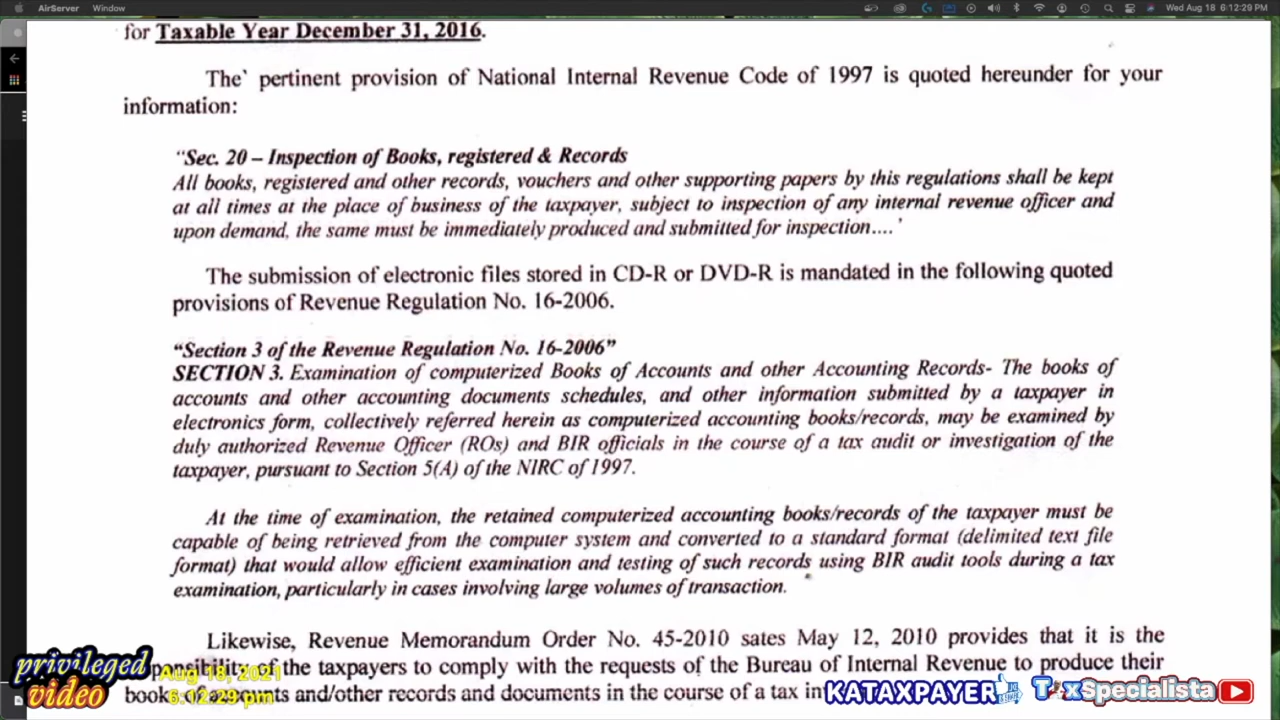 AirServer Window Wed Aug 18 6:12:29 PM
for Taxable Year December 31, 2016.
The` pertinent provision of National Internal Revenue Code of 1997 is quoted hereunder for your
information:
"Sec. 20 – Inspection of Books, registered & Records
All books, registered and other records, vouchers and other supporting papers by this regulations shall be kept
at all times at the place of business of the taxpayer, subject to inspection of any internal revenue officer and
upon demand, the same must be immediately produced and submitted for inspection....'
The submission of electronic files stored in CD-R or DVD-R is mandated in the following quoted
provisions of Revenue Regulation No. 16-2006.
“Section 3 of the Revenue Regulation No. 16-2006”
SECTION 3. Examination of computerized Books of Accounts and other Accounting Records- The books of
accounts and other accounting documents schedules, and other information submitted by a taxpayer in
electronics form, collectively referred herein as computerized accounting books/records, may be examined by
duly authorized Revenue Officer (ROs) and BIR officials in the course of a tax audit or investigation of the
taxpayer, pursuant to Section 5(A) of the NIRC of 1997.
At the time of examination, the retained computerized accounting books/records of the taxpayer must be
capable of being retrieved from the computer system and converted to a standard format (delimited text file
format) that would allow efficient examination and testing of such records using BIR audit tools during a tax
examination, particularly in cases involving large volumes of transaction.
Likewise, Revenue Memorandum Order No. 45-2010 sates May 12, 2010 provides that it is the
the taxpayers to comply with the requests of the Bureau of Internal Revenue to produce their
and/other records and documents in the course of a tax
privileged
video
Aug 18, 2021
6:12:29 pm
KATAXPAYER TaxSpecialista